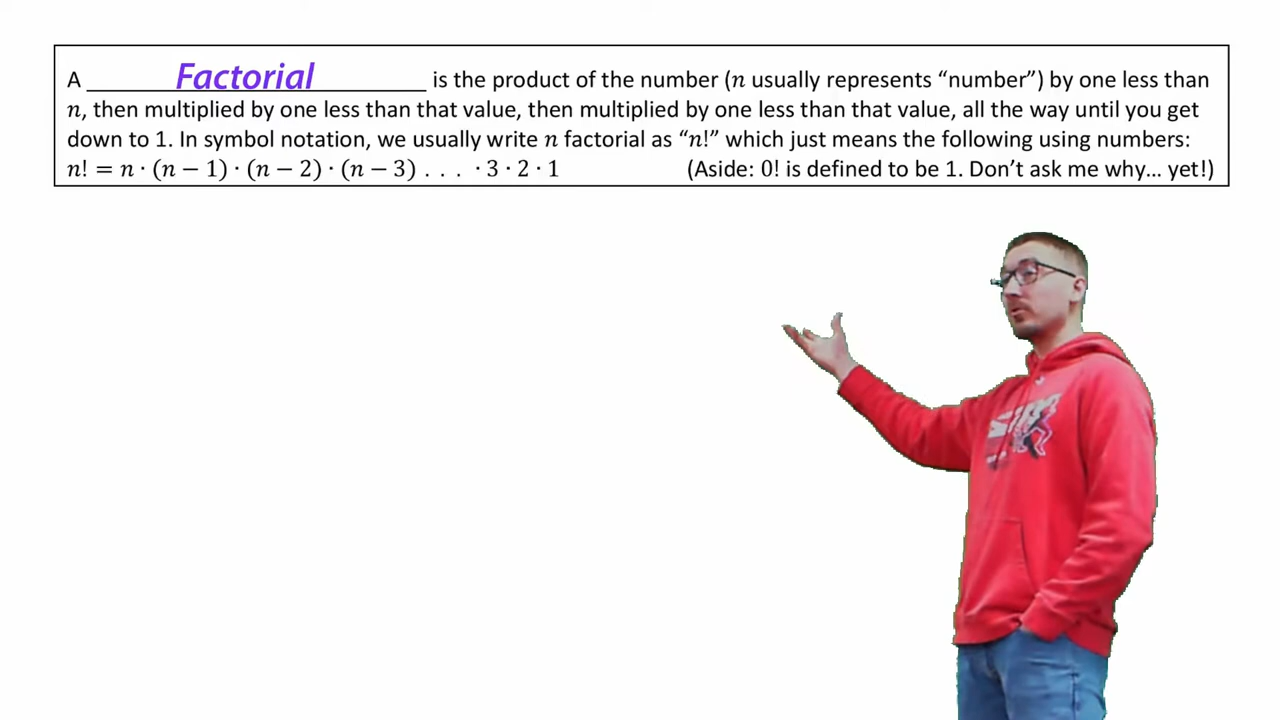 A Factorial is the product of the number (n usually represents “number”) by one less than
n, then multiplied by one less than that value, then multiplied by one less than that value, all the way until you get
down to 1. In symbol notation, we usually write n factorial as “n!” which just means the following using numbers:
n! = n · (n − 1) · (n − 2) · (n − 3) . . . · 3 · 2 · 1 (Aside: 0! is defined to be 1. Don’t ask me why… yet!)